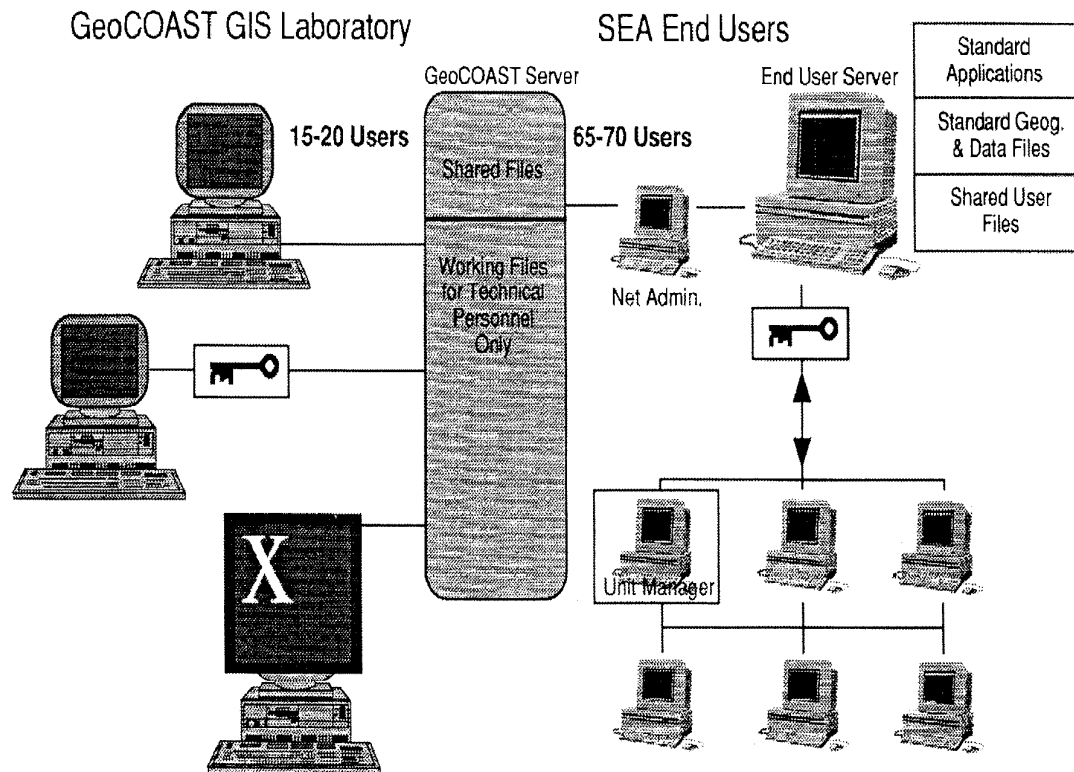 GeoCOAST GIS Laboratory
SEA End Users
GeoCOAST Server
End User Server
15-20 Users
65-70 Users
Shared Files
Working Files
for Technical
Personnel
Only
Net Admin.
Standard
Applications
Standard Geog.
& Data Files
Shared User
Files
X
Unit Manager